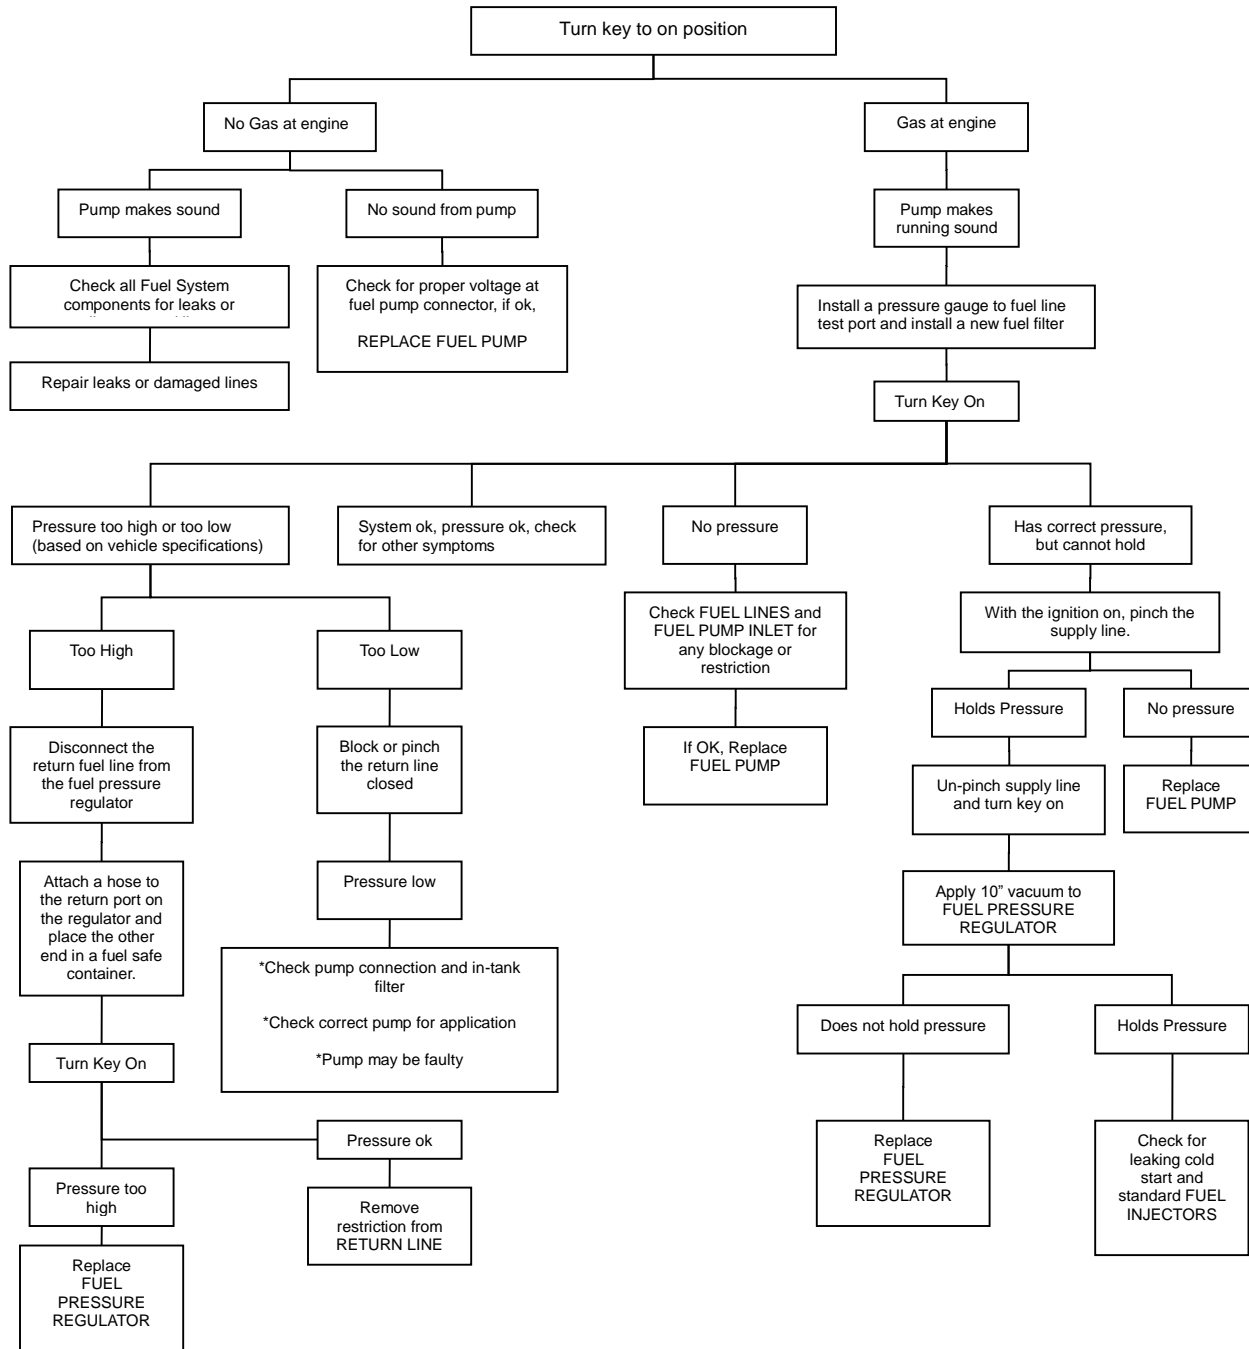 Turn key to on position
No Gas at engine
Gas at engine
Pump makes sound
No sound from pump
Pump makes
running sound
Check all Fuel System
components for leaks or
Check for proper voltage at
fuel pump connector, if ok,
REPLACE FUEL PUMP
Install a pressure gauge to fuel line
test port and install a new fuel filter
Repair leaks or damaged lines
Turn Key On
Pressure too high or too low
(based on vehicle specifications)
System ok, pressure ok, check
for other symptoms
No pressure
Has correct pressure,
but cannot hold
Too High
Too Low
Check FUEL LINES and
FUEL PUMP INLET for
any blockage or
restriction
With the ignition on, pinch the
supply line.
Holds Pressure
No pressure
Disconnect the
return fuel line from
the fuel pressure
regulator
Block or pinch
the return line
closed
If OK, Replace
FUEL PUMP
Un-pinch supply line
and turn key on
Replace
FUEL PUMP
Attach a hose to
the return port on
the regulator and
place the other
end in a fuel safe
container.
Pressure low
Apply 10” vacuum to
FUEL PRESSURE
REGULATOR
*Check pump connection and in-tank
filter
*Check correct pump for application
*Pump may be faulty
Does not hold pressure
Holds Pressure
Turn Key On
Pressure ok
Replace
FUEL
PRESSURE
REGULATOR
Check for
leaking cold
start and
standard FUEL
INJECTORS
Pressure too
high
Remove
restriction from
RETURN LINE
Replace
FUEL
PRESSURE
REGULATOR